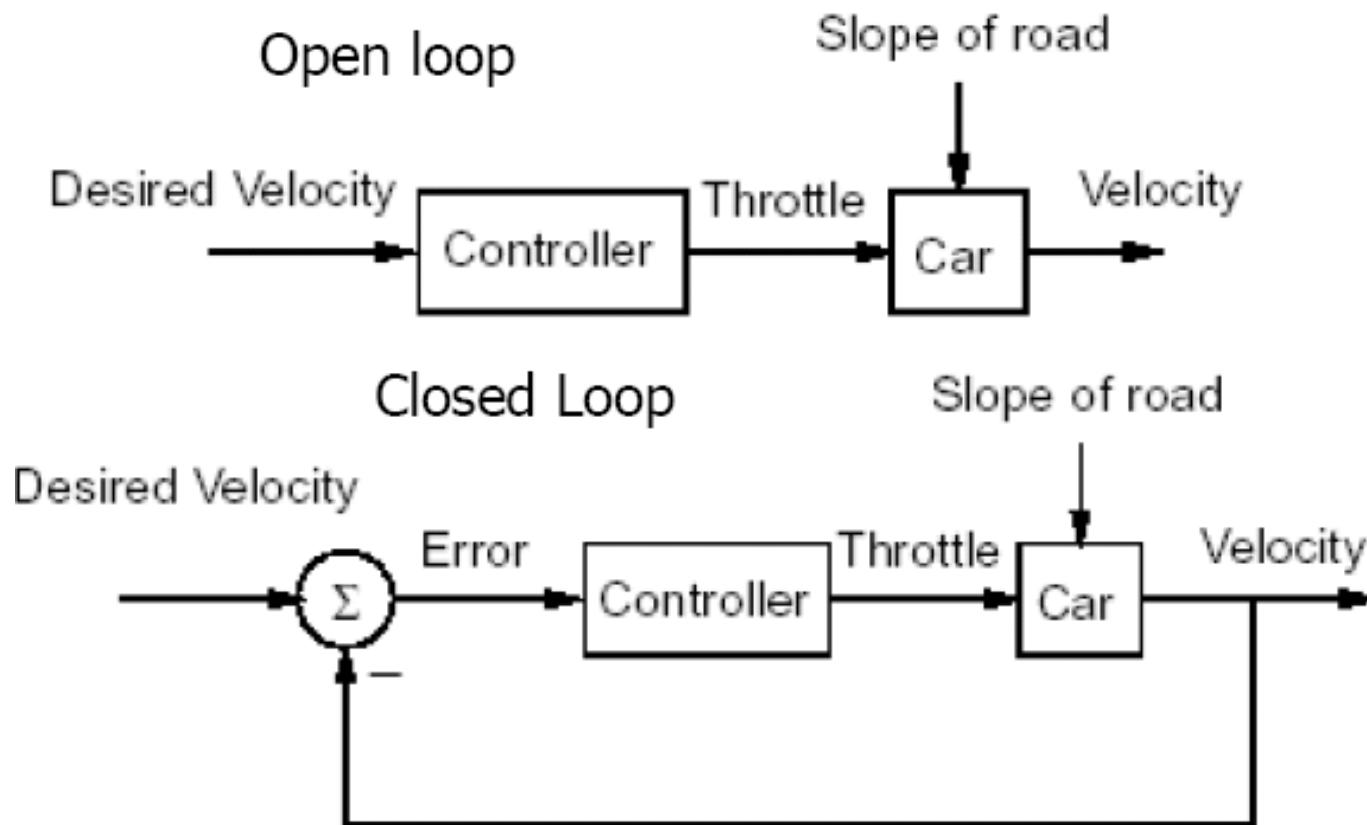 Open loop
Slope of road
Desired Velocity
Controller
Throttle
Car
Velocity
Closed Loop
Slope of road
Desired Velocity
Σ
Error
Controller
Throttle
Car
Velocity
−